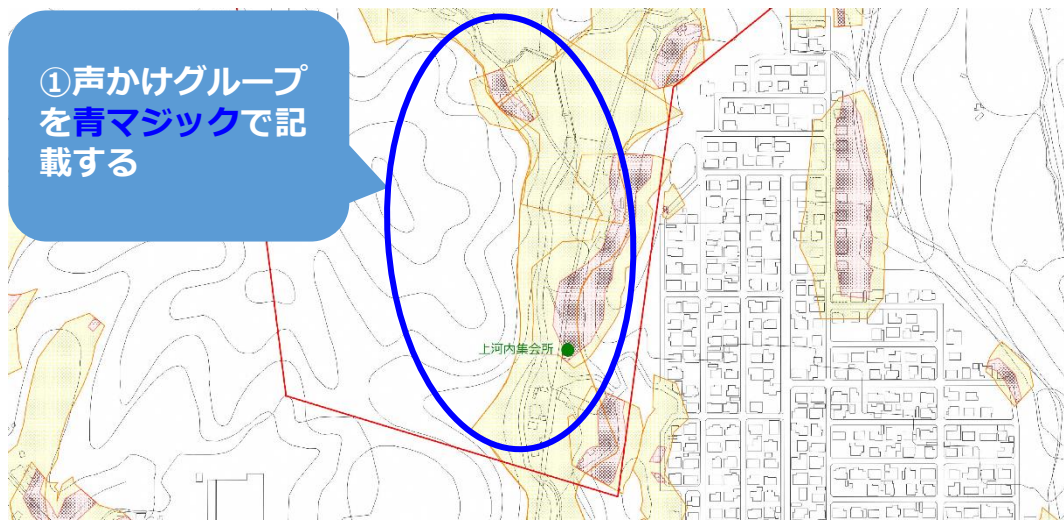 ①声かけグループ
を青マジックで記
載する
上河内集会所